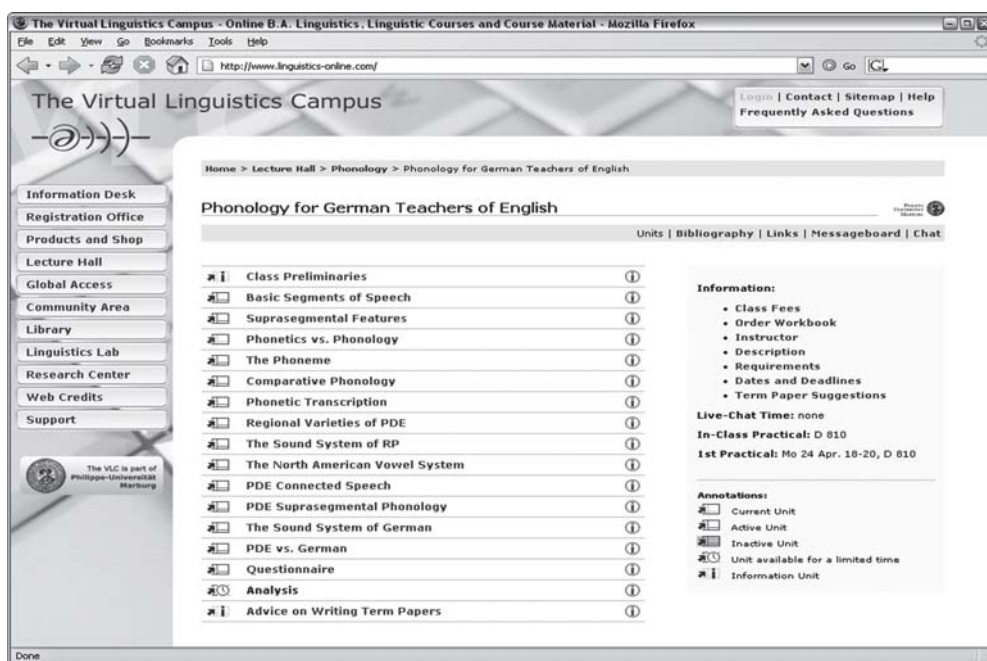 The Virtual Linguistics Campus - Online B.A. Linguistics, Linguistic Courses and Course Material - Mozilla Firefox
File Edit View Go Bookmarks Tools Help
http://www.linguistics-online.com/
Go
The Virtual Linguistics Campus
Login | Contact | Sitemap | Help
Frequently Asked Questions
Home > Lecture Hall > Phonology > Phonology for German Teachers of English
Information Desk
Registration Office
Products and Shop
Lecture Hall
Global Access
Community Area
Library
Linguistics Lab
Research Center
Web Credits
Support
The VLC is part of
Philipps-Universität
Marburg
Phonology for German Teachers of English
Units | Bibliography | Links | Messageboard | Chat
Class Preliminaries
Basic Segments of Speech
Suprasegmental Features
Phonetics vs. Phonology
The Phoneme
Comparative Phonology
Phonetic Transcription
Regional Varieties of PDE
The Sound System of RP
The North American Vowel System
PDE Connected Speech
PDE Suprasegmental Phonology
The Sound System of German
PDE vs. German
Questionnaire
Analysis
Advice on Writing Term Papers
Information:
• Class Fees
• Order Workbook
• Instructor
• Description
• Requirements
• Dates and Deadlines
• Term Paper Suggestions
Live-Chat Time: none
In-Class Practical: D 810
1st Practical: Mo 24 Apr. 18-20, D 810
Annotations:
Current Unit
Active Unit
Inactive Unit
Unit available for a limited time
Information Unit
Done